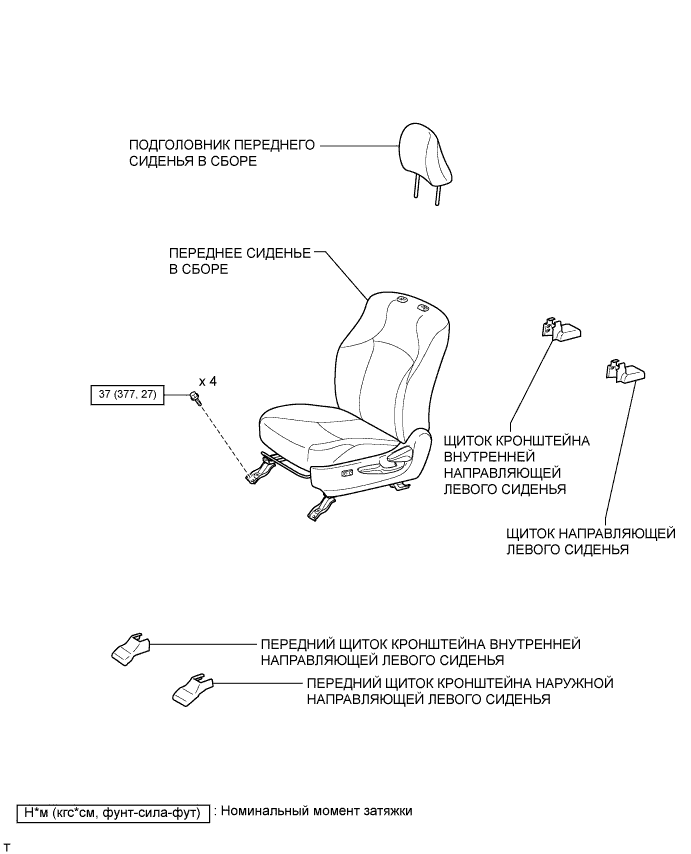 ПОДГОЛОВНИК ПЕРЕДНЕГО
СИДЕНЬЯ В СБОРЕ
ПЕРЕДНЕЕ СИДЕНЬЕ
В СБОРЕ
x 4
37 (377, 27)
ЩИТОК КРОНШТЕЙНА
ВНУТРЕННЕЙ
НАПРАВЛЯЮЩЕЙ
ЛЕВОГО СИДЕНЬЯ
ЩИТОК НАПРАВЛЯЮЩЕЙ
ЛЕВОГО СИДЕНЬЯ
ПЕРЕДНИЙ ЩИТОК КРОНШТЕЙНА ВНУТРЕННЕЙ
НАПРАВЛЯЮЩЕЙ ЛЕВОГО СИДЕНЬЯ
ПЕРЕДНИЙ ЩИТОК КРОНШТЕЙНА НАРУЖНОЙ
НАПРАВЛЯЮЩЕЙ ЛЕВОГО СИДЕНЬЯ
Н*м (кгс*см, фунт-сила-фут) : Номинальный момент затяжки
T